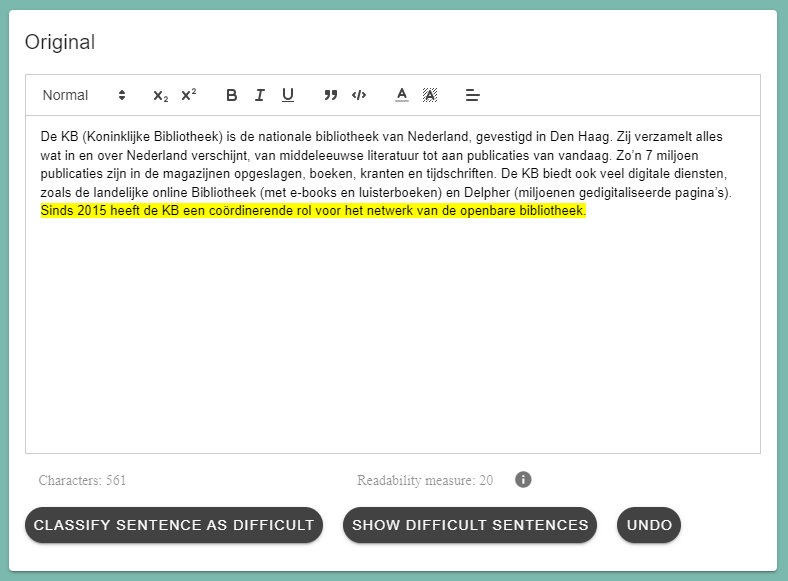 Original
Normal X₂ X² B I U A A
De KB (Koninklijke Bibliotheek) is de nationale bibliotheek van Nederland, gevestigd in Den Haag. Zij verzamelt alles
wat in en over Nederland verschijnt, van middeleeuwse literatuur tot aan publicaties van vandaag. Zo’n 7 miljoen
publicaties zijn in de magazijnen opgeslagen, boeken, kranten en tijdschriften. De KB biedt ook veel digitale diensten,
zoals de landelijke online Bibliotheek (met e-books en luisterboeken) en Delpher (miljoenen gedigitaliseerde pagina’s).
Sinds 2015 heeft de KB een coördinerende rol voor het netwerk van de openbare bibliotheek.
Characters: 561 Readability measure: 20
CLASSIFY SENTENCE AS DIFFICULT SHOW DIFFICULT SENTENCES UNDO